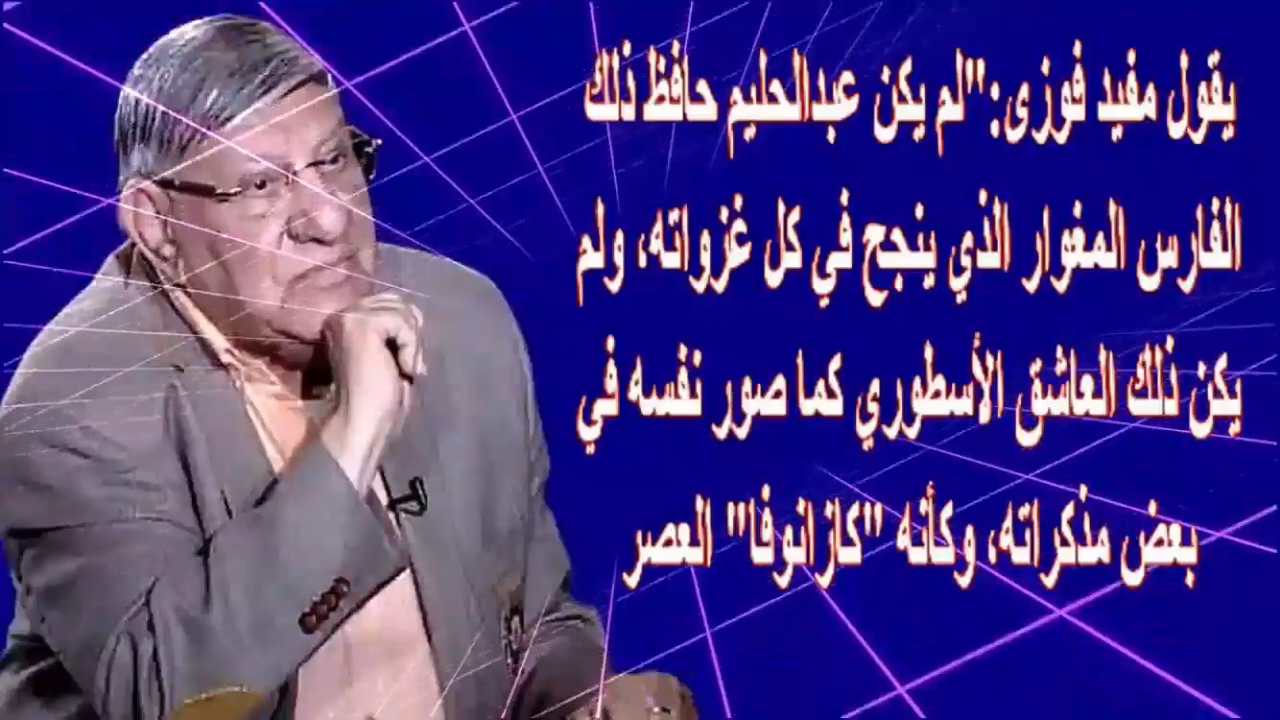 يقول مفيد فوزى:"لم يكن عبدالحليم حافظ ذلك
الفارس المغوار الذي ينجح في كل غزواته، ولم
يكن ذلك العاشق الأسطوري كما صور نفسه في
بعض مذكراته، وكأنه "كازانوفا" العصر